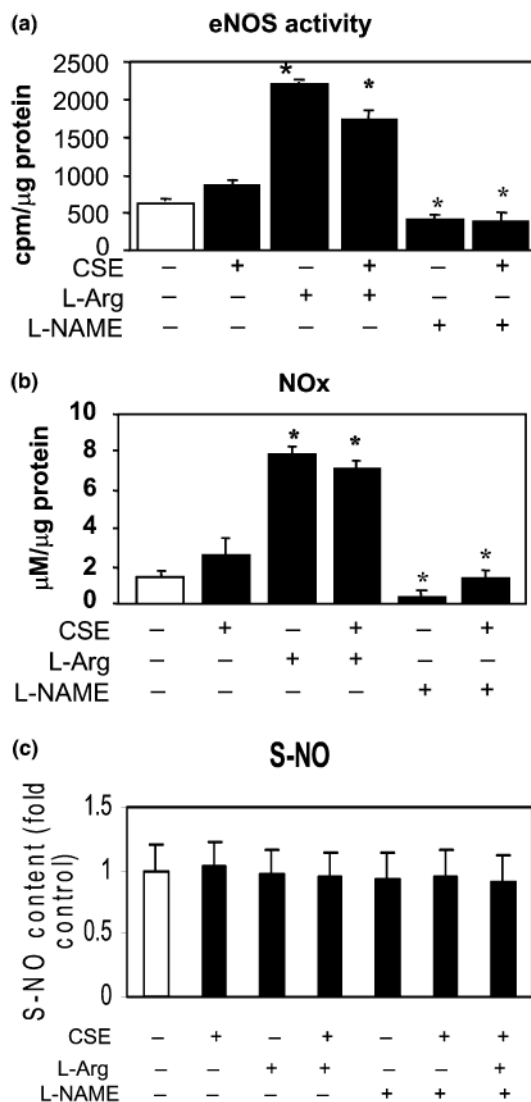 (a)
eNOS activity
cpm/µg protein
2500
2000
1500
1000
500
0
* * * *
CSE – + – + – +
L-Arg – – + + – –
L-NAME – – – – + +
(b)
NOx
µM/µg protein
10
8
6
4
2
0
* * * *
CSE – + – + – +
L-Arg – – + + – –
L-NAME – – – – + +
(c)
S-NO
S-NO content (fold
control)
1.5
1
0.5
0
CSE – + – + – + +
L-Arg – – + + – – +
L-NAME – – – – + + +